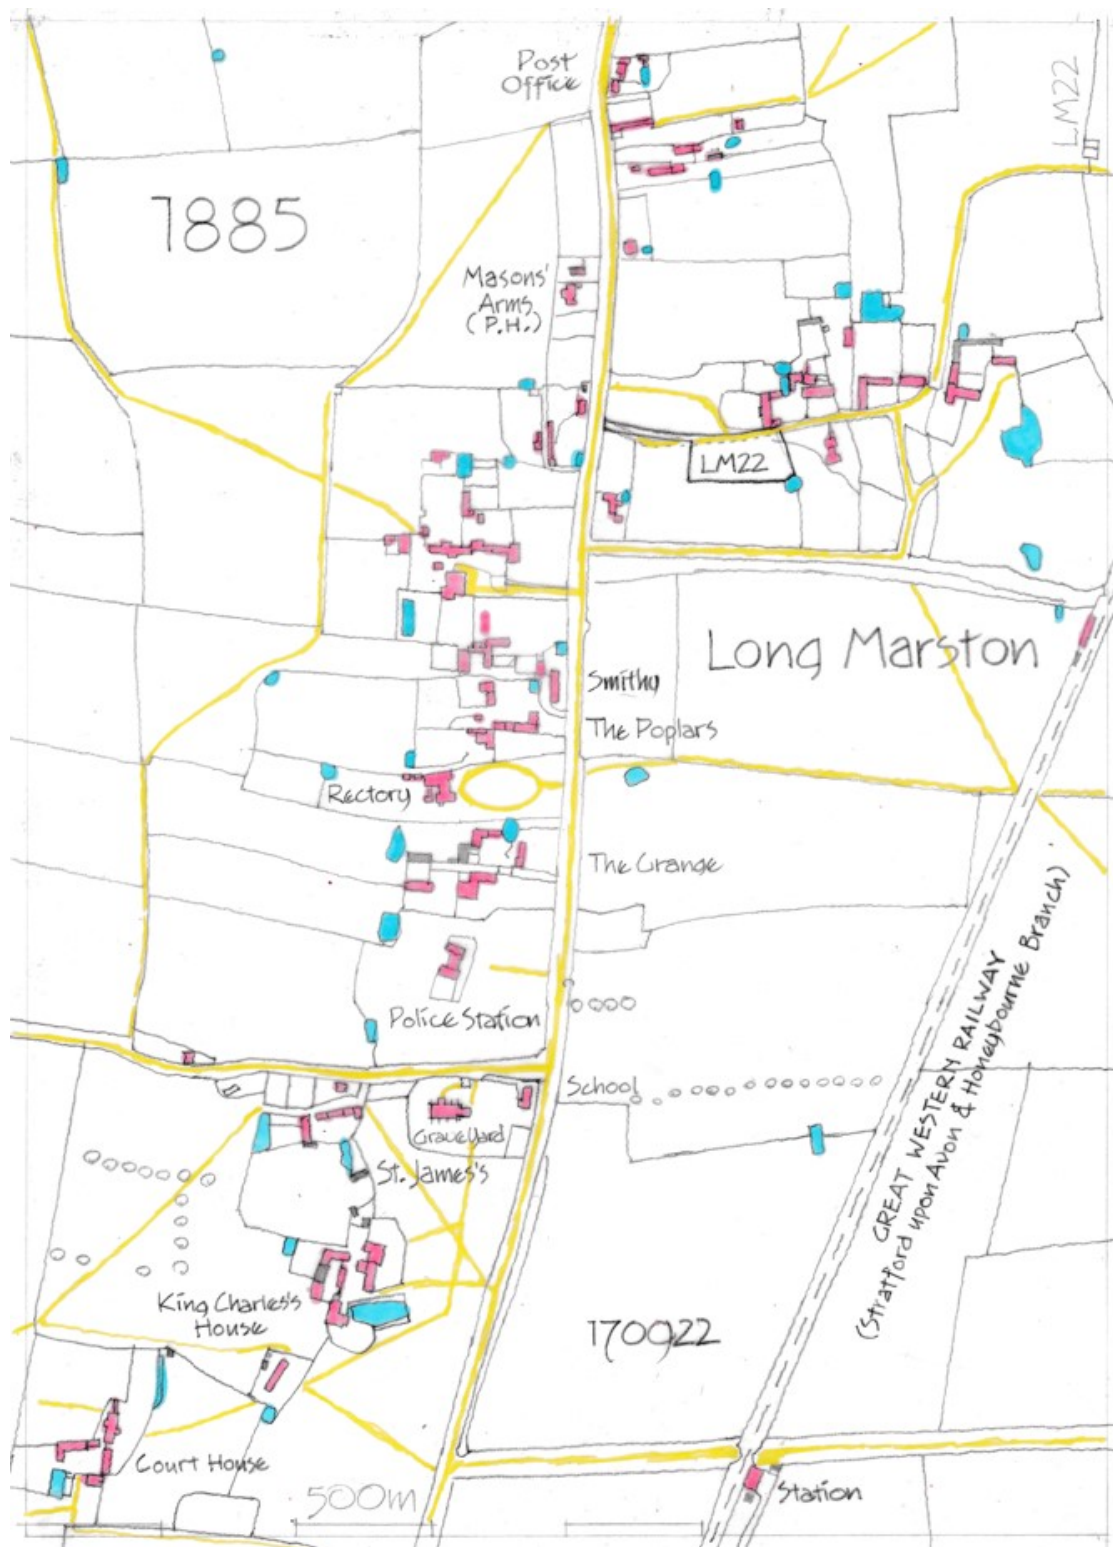 Post
Office
LM22
1885
Masons'
Arms
(P.H.)
LM22
Long Marston
Smithy
The Poplars
Rectory
The Grange
Police Station
GREAT WESTERN RAILWAY
(Stratford upon Avon & Honeybourne Branch)
School
GraveYard
St. James's
King Charles's
House
170922
Court House
500m
Station